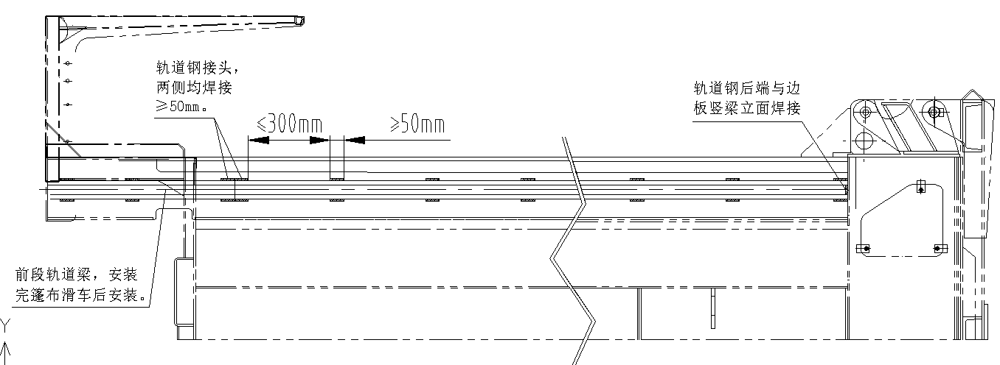 轨道钢接头，
两侧均焊接
≥50mm。
≤300mm
≥50mm
轨道钢后端与边
板竖梁立面焊接
前段轨道梁，安装
完篷布滑车后安装。
Y